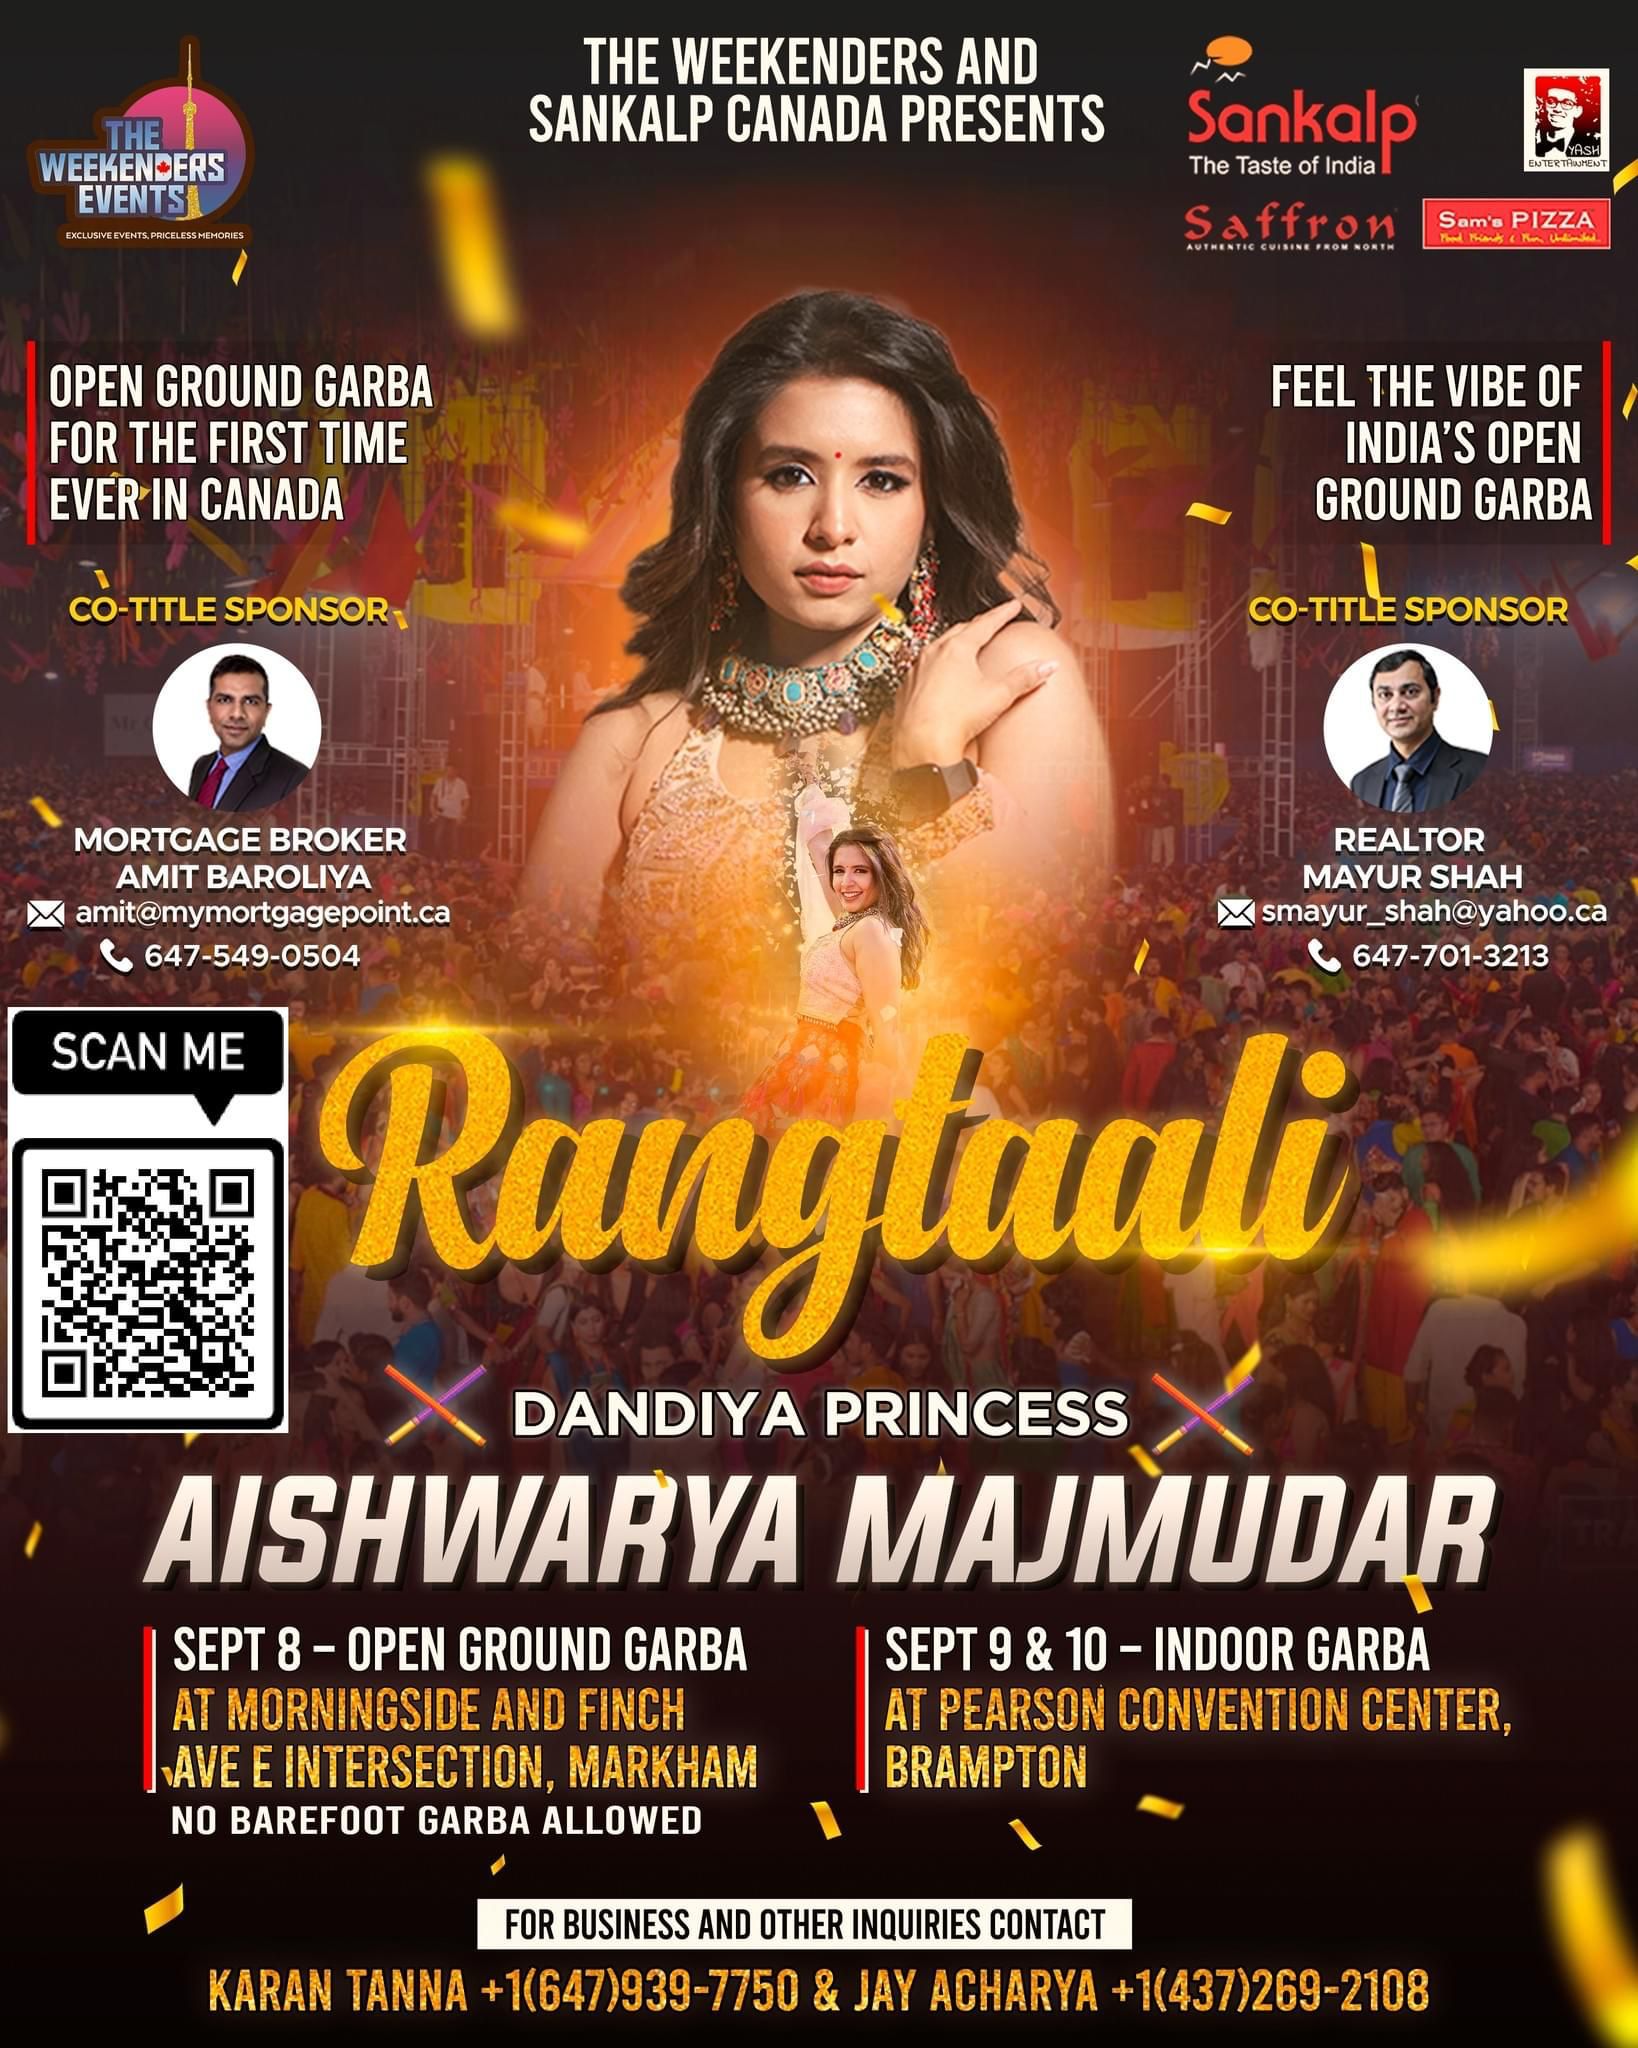 THE WEEKENDERS AND
SANKALP CANADA PRESENTS
THE
WEEKENDERS
EVENTS
EXCLUSIVE EVENTS, PRICELESS MEMORIES
Sankalp
The Taste of India
YASH
ENTERTAINMENT
Saffron
AUTHENTIC CUISINE FROM NORTH
Sam's PIZZA
Food, Friends & Fun, Unlimited..
OPEN GROUND GARBA
FOR THE FIRST TIME
EVER IN CANADA
FEEL THE VIBE OF
INDIA'S OPEN
GROUND GARBA
CO-TITLE SPONSOR
MORTGAGE BROKER
AMIT BAROLIYA
amit@mymortgagepoint.ca
647-549-0504
CO-TITLE SPONSOR
REALTOR
MAYUR SHAH
smayur_shah@yahoo.ca
647-701-3213
SCAN ME
Rangtaali
DANDIYA PRINCESS
AISHWARYA MAJMUDAR
SEPT 8 – OPEN GROUND GARBA
AT MORNINGSIDE AND FINCH
AVE E INTERSECTION, MARKHAM
NO BAREFOOT GARBA ALLOWED
SEPT 9 & 10 – INDOOR GARBA
AT PEARSON CONVENTION CENTER,
BRAMPTON
FOR BUSINESS AND OTHER INQUIRIES CONTACT
KARAN TANNA +1(647)939-7750 & JAY ACHARYA +1(437)269-2108